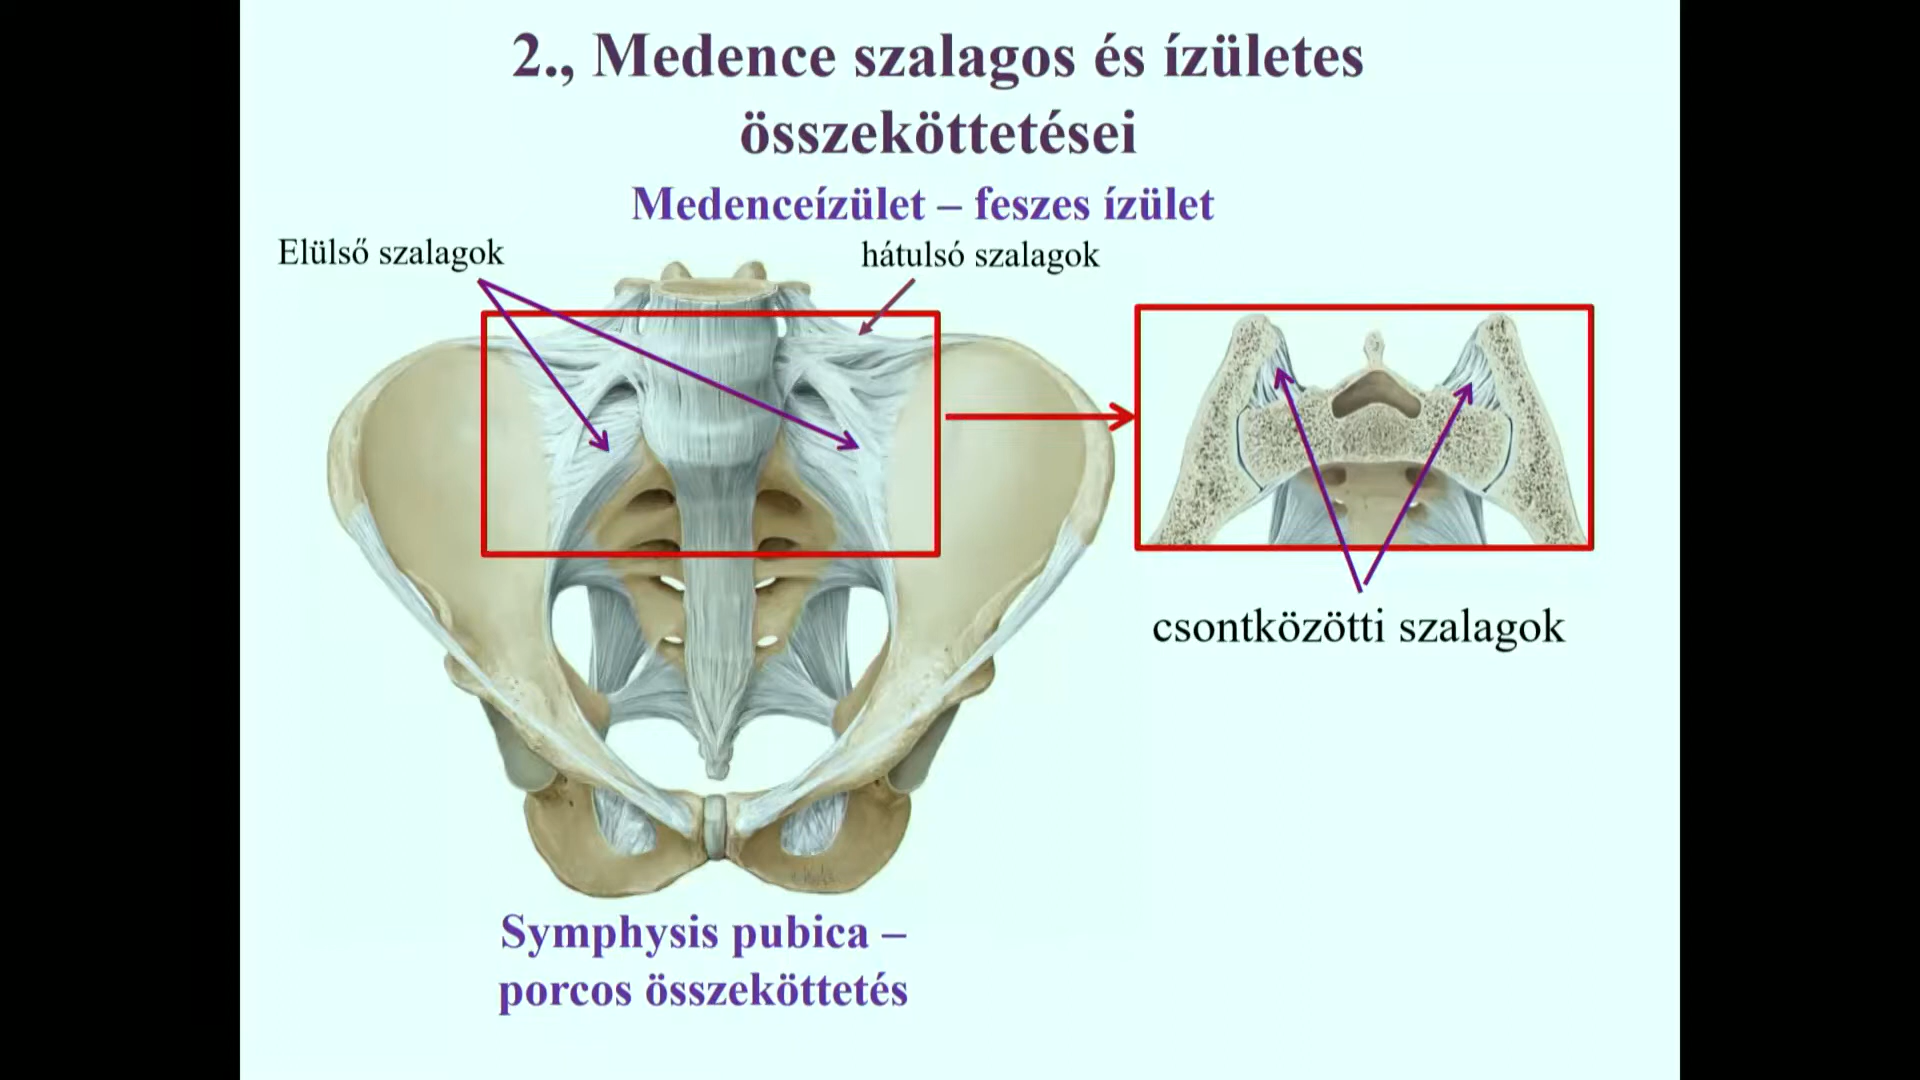 2., Medence szalagos és ízületes
összeköttetései
Medenceízület – feszes ízület
Elülső szalagok
hátulsó szalagok
csontközötti szalagok
Symphysis pubica –
porcos összeköttetés